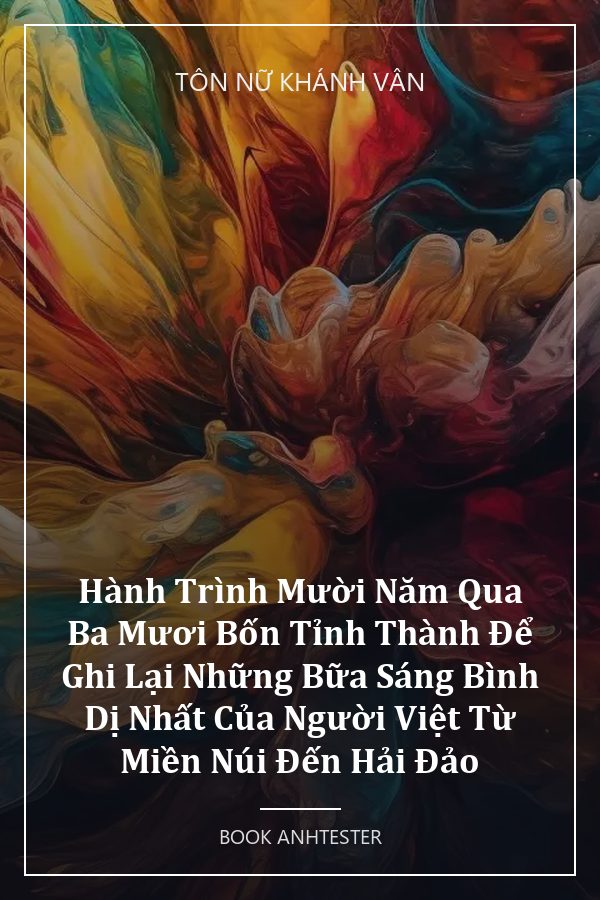 TÔN NỮ KHÁNH VÂN
Hành Trình Mười Năm Qua
Ba Mươi Bốn Tỉnh Thành Để
Ghi Lại Những Bữa Sáng Bình
Dị Nhất Của Người Việt Từ
Miền Núi Đến Hải Đảo
BOOK ANHTESTER